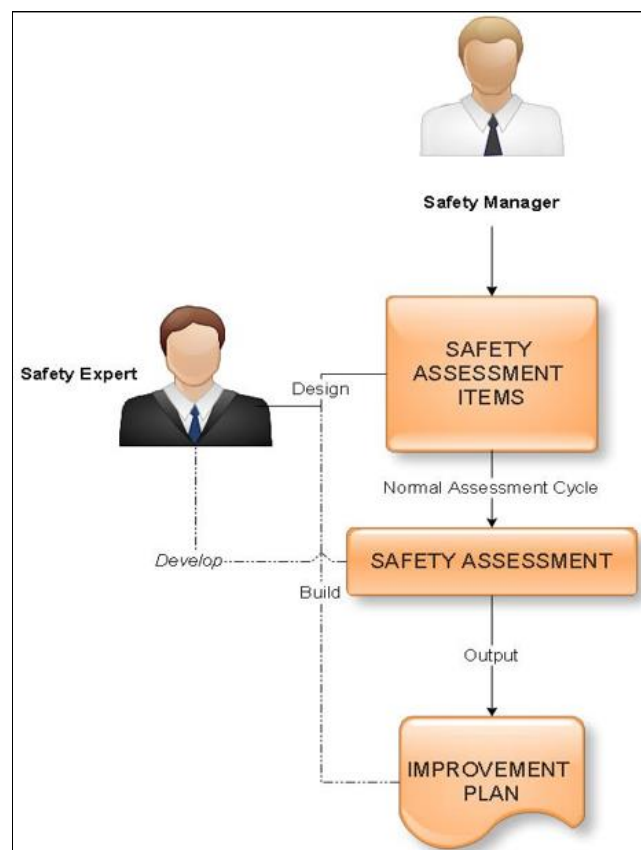 Safety Manager
Safety Expert
SAFETY
ASSESSMENT
ITEMS
Design
Normal Assessment Cycle
Develop
SAFETY ASSESSMENT
Build
Output
IMPROVEMENT
PLAN